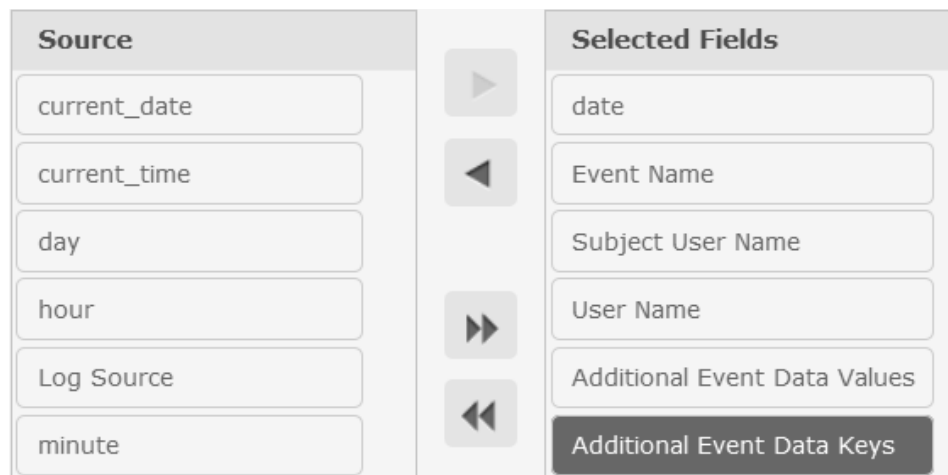 Source
current_date
current_time
day
hour
Log Source
minute
Selected Fields
date
Event Name
Subject User Name
User Name
Additional Event Data Values
Additional Event Data Keys